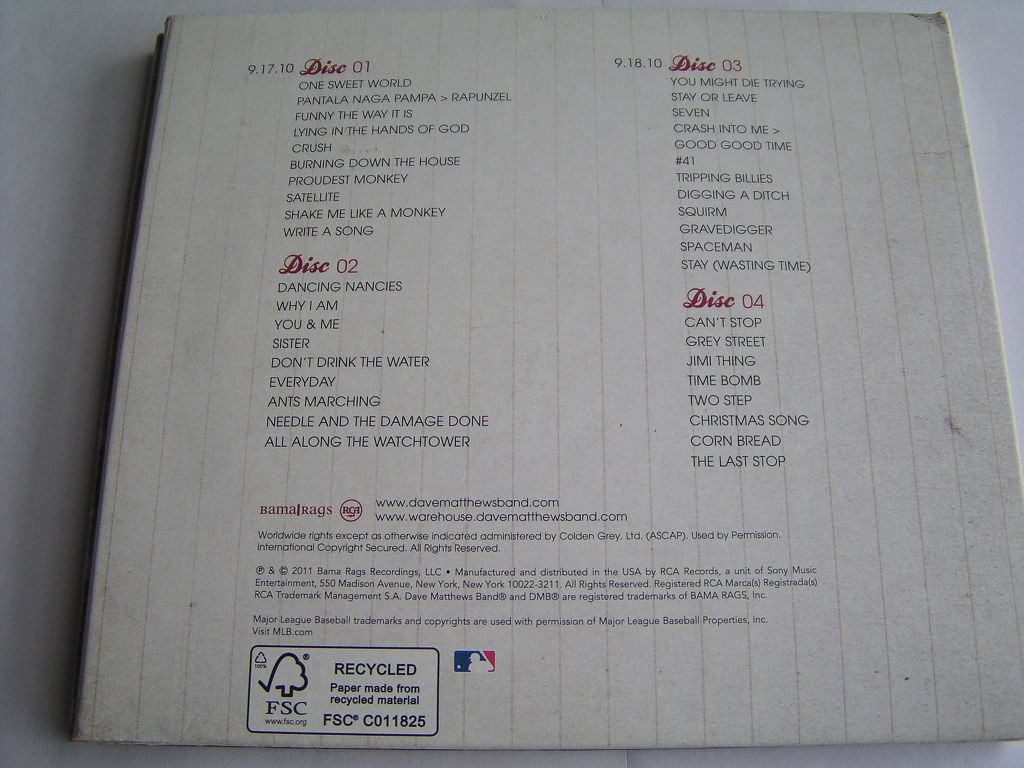 9.17.10 Disc 01
ONE SWEET WORLD
PANTALA NAGA PAMPA > RAPUNZEL
FUNNY THE WAY IT IS
LYING IN THE HANDS OF GOD
CRUSH
BURNING DOWN THE HOUSE
PROUDEST MONKEY
SATELLITE
SHAKE ME LIKE A MONKEY
WRITE A SONG
Disc 02
DANCING NANCIES
WHY I AM
YOU & ME
SISTER
DON'T DRINK THE WATER
EVERYDAY
ANTS MARCHING
NEEDLE AND THE DAMAGE DONE
ALL ALONG THE WATCHTOWER
9.18.10 Disc 03
YOU MIGHT DIE TRYING
STAY OR LEAVE
SEVEN
CRASH INTO ME >
GOOD GOOD TIME
#41
TRIPPING BILLIES
DIGGING A DITCH
SQUIRM
GRAVEDIGGER
SPACEMAN
STAY (WASTING TIME)
Disc 04
CAN'T STOP
GREY STREET
JIMI THING
TIME BOMB
TWO STEP
CHRISTMAS SONG
CORN BREAD
THE LAST STOP
BAMA RAGS RCA www.davematthewsband.com
www.warehouse.davematthewsband.com
Worldwide rights except as otherwise indicated administered by Colden Grey, Ltd. (ASCAP). Used by Permission.
International Copyright Secured. All Rights Reserved.
℗ & © 2011 Bama Rags Recordings, LLC • Manufactured and distributed in the USA by RCA Records, a unit of Sony Music
Entertainment, 550 Madison Avenue, New York, New York 10022-3211. All Rights Reserved. Registered RCA Marca(s) Registrada(s)
RCA Trademark Management S.A. Dave Matthews Band® and DMB® are registered trademarks of BAMA RAGS, Inc.
Major League Baseball trademarks and copyrights are used with permission of Major League Baseball Properties, Inc.
Visit MLB.com
100%
®
FSC
www.fsc.org
RECYCLED
Paper made from
recycled material
FSC® C011825